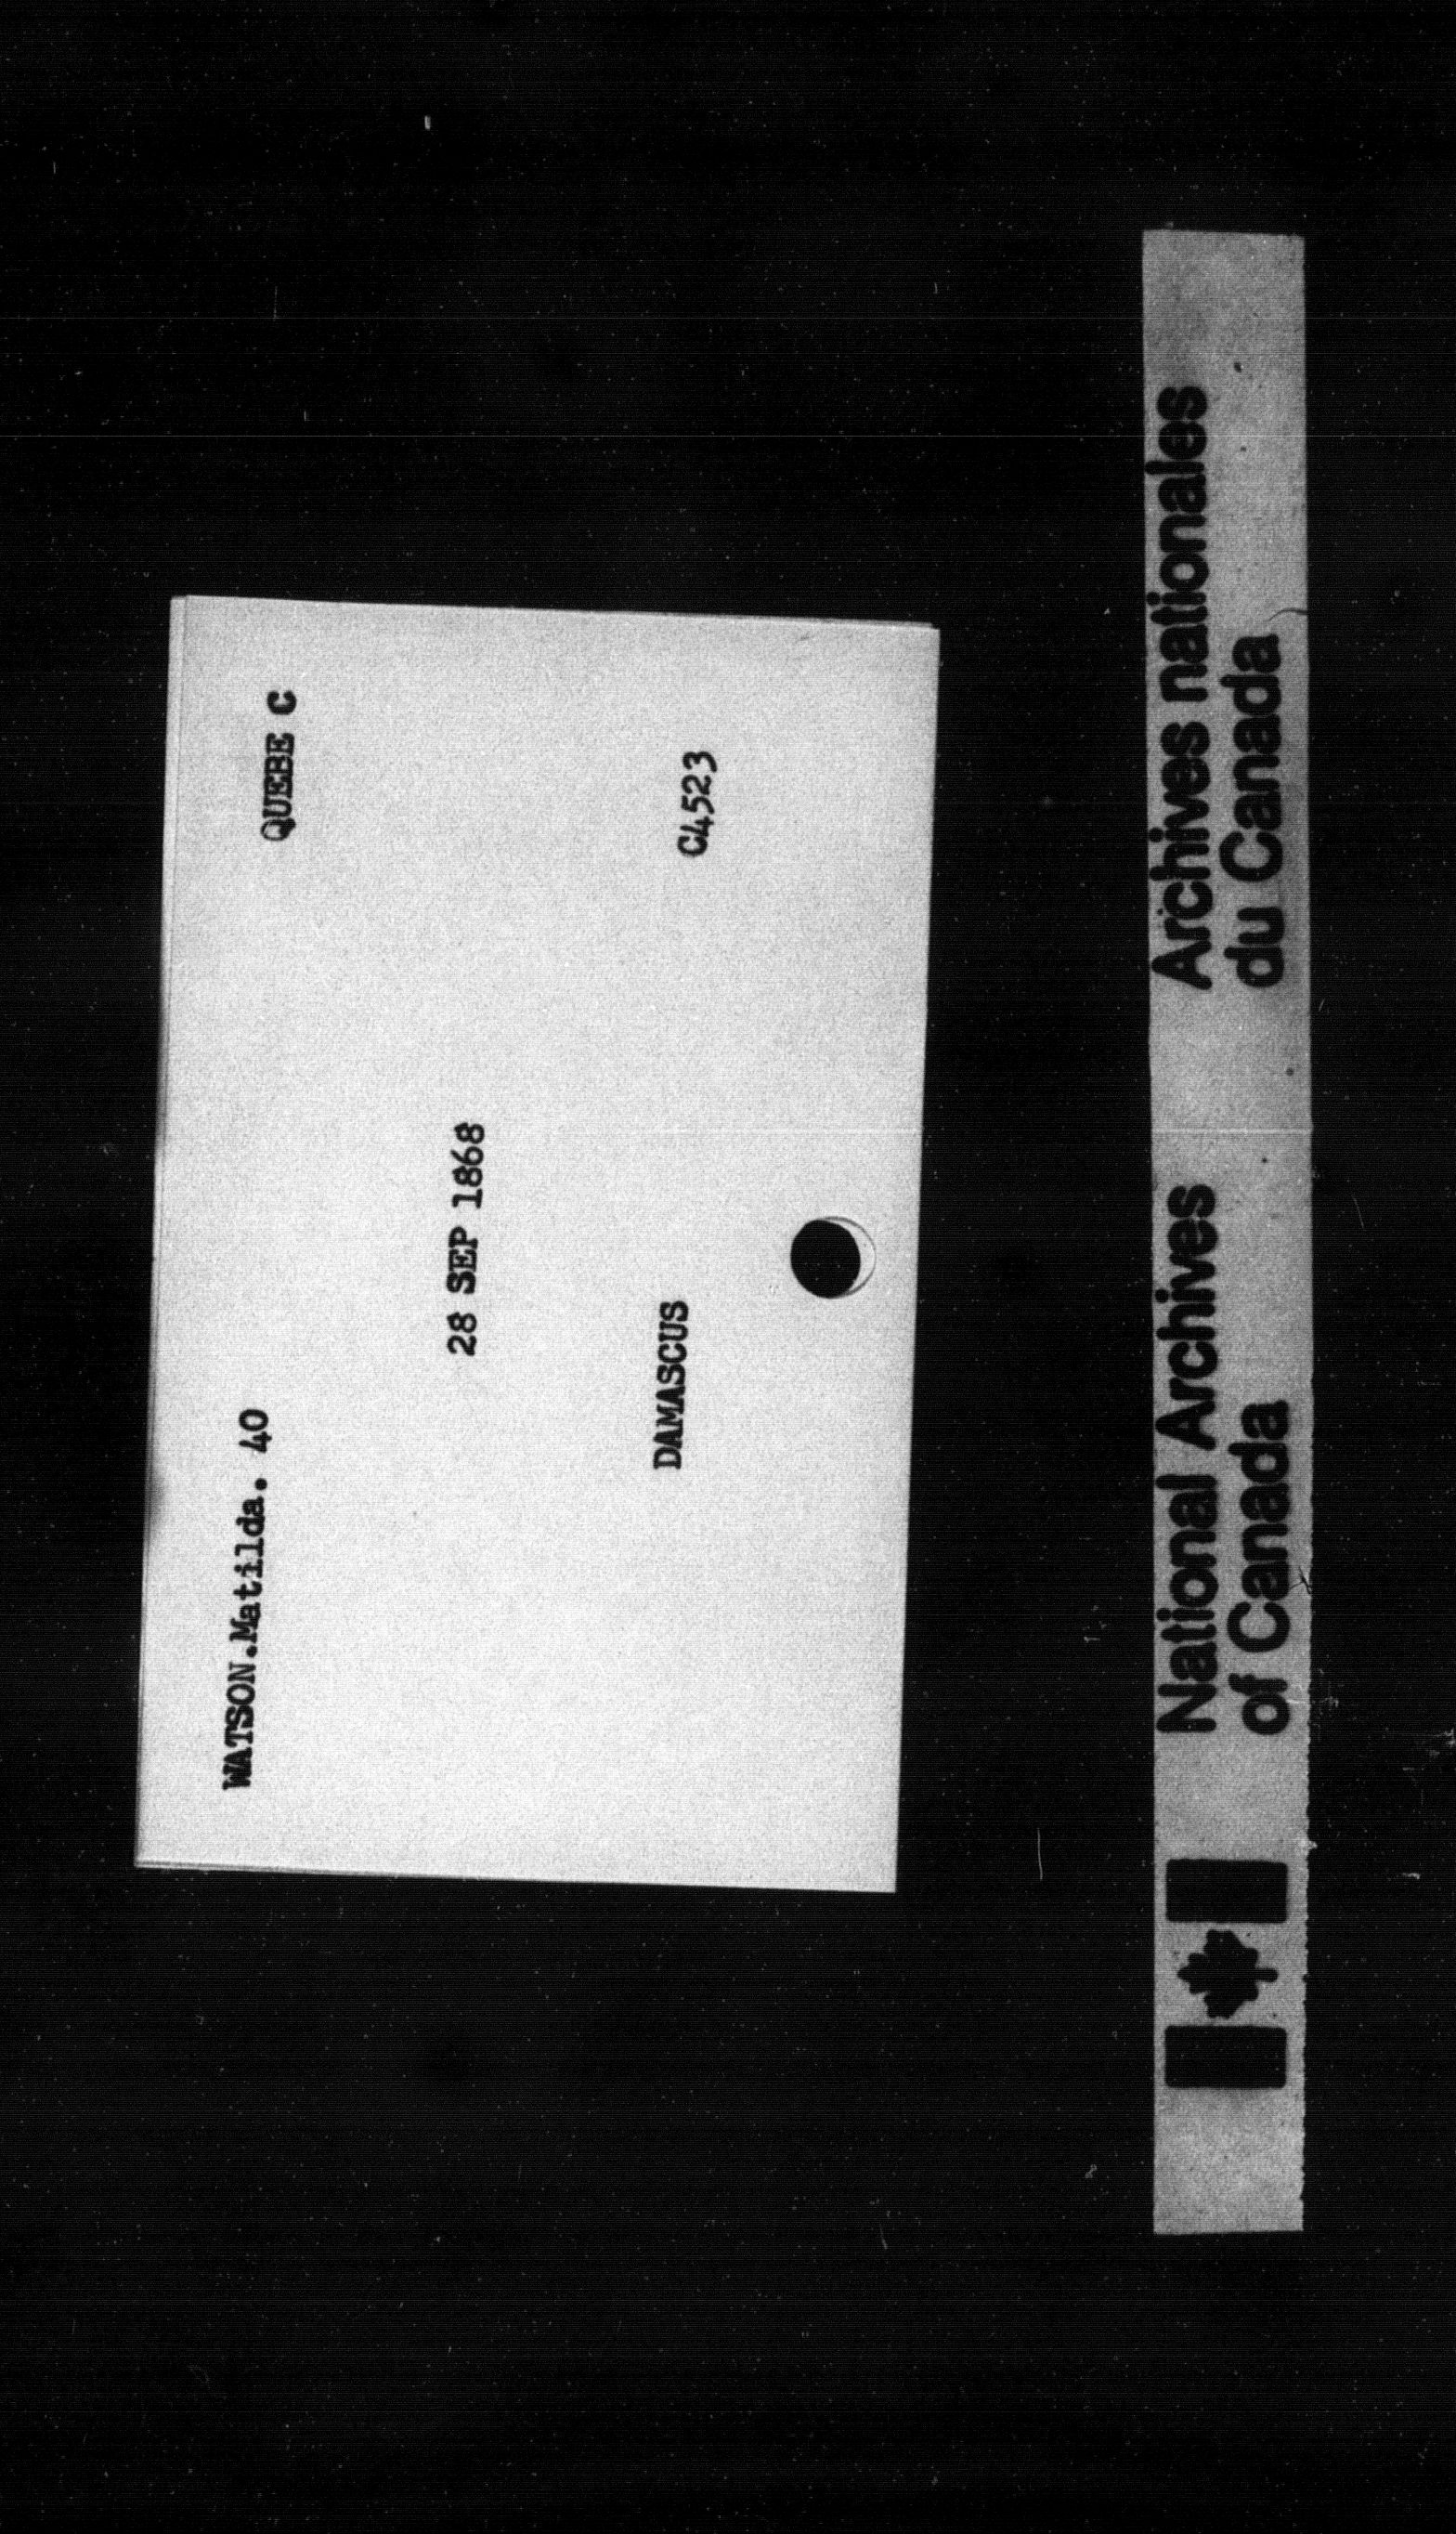 WATSON.Matilda. 40 QUEBE C
28 SEP 1868
DAMASCUS C4523
National Archives
of Canada
Archives nationales
du Canada